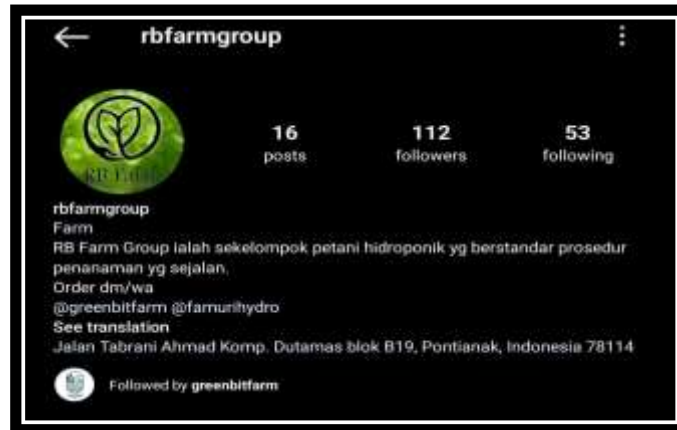 rbfarmgroup
16 112 53
posts followers following
RB Farm
rbfarmgroup
Farm
RB Farm Group ialah sekelompok petani hidroponik yg berstandar prosedur
penanaman yg sejalan.
Order dm/wa
@greenbitfarm @famurihydro
See translation
Jalan Tabrani Ahmad Komp. Dutamas blok B19, Pontianak, Indonesia 78114
Followed by greenbitfarm